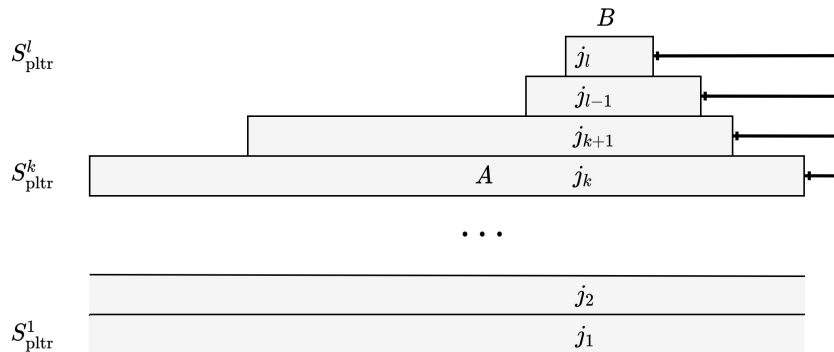 B
S^l_pltr j_l
j_{l−1}
j_{k+1}
S^k_pltr A j_k
···
j_2
S^1_pltr j_1